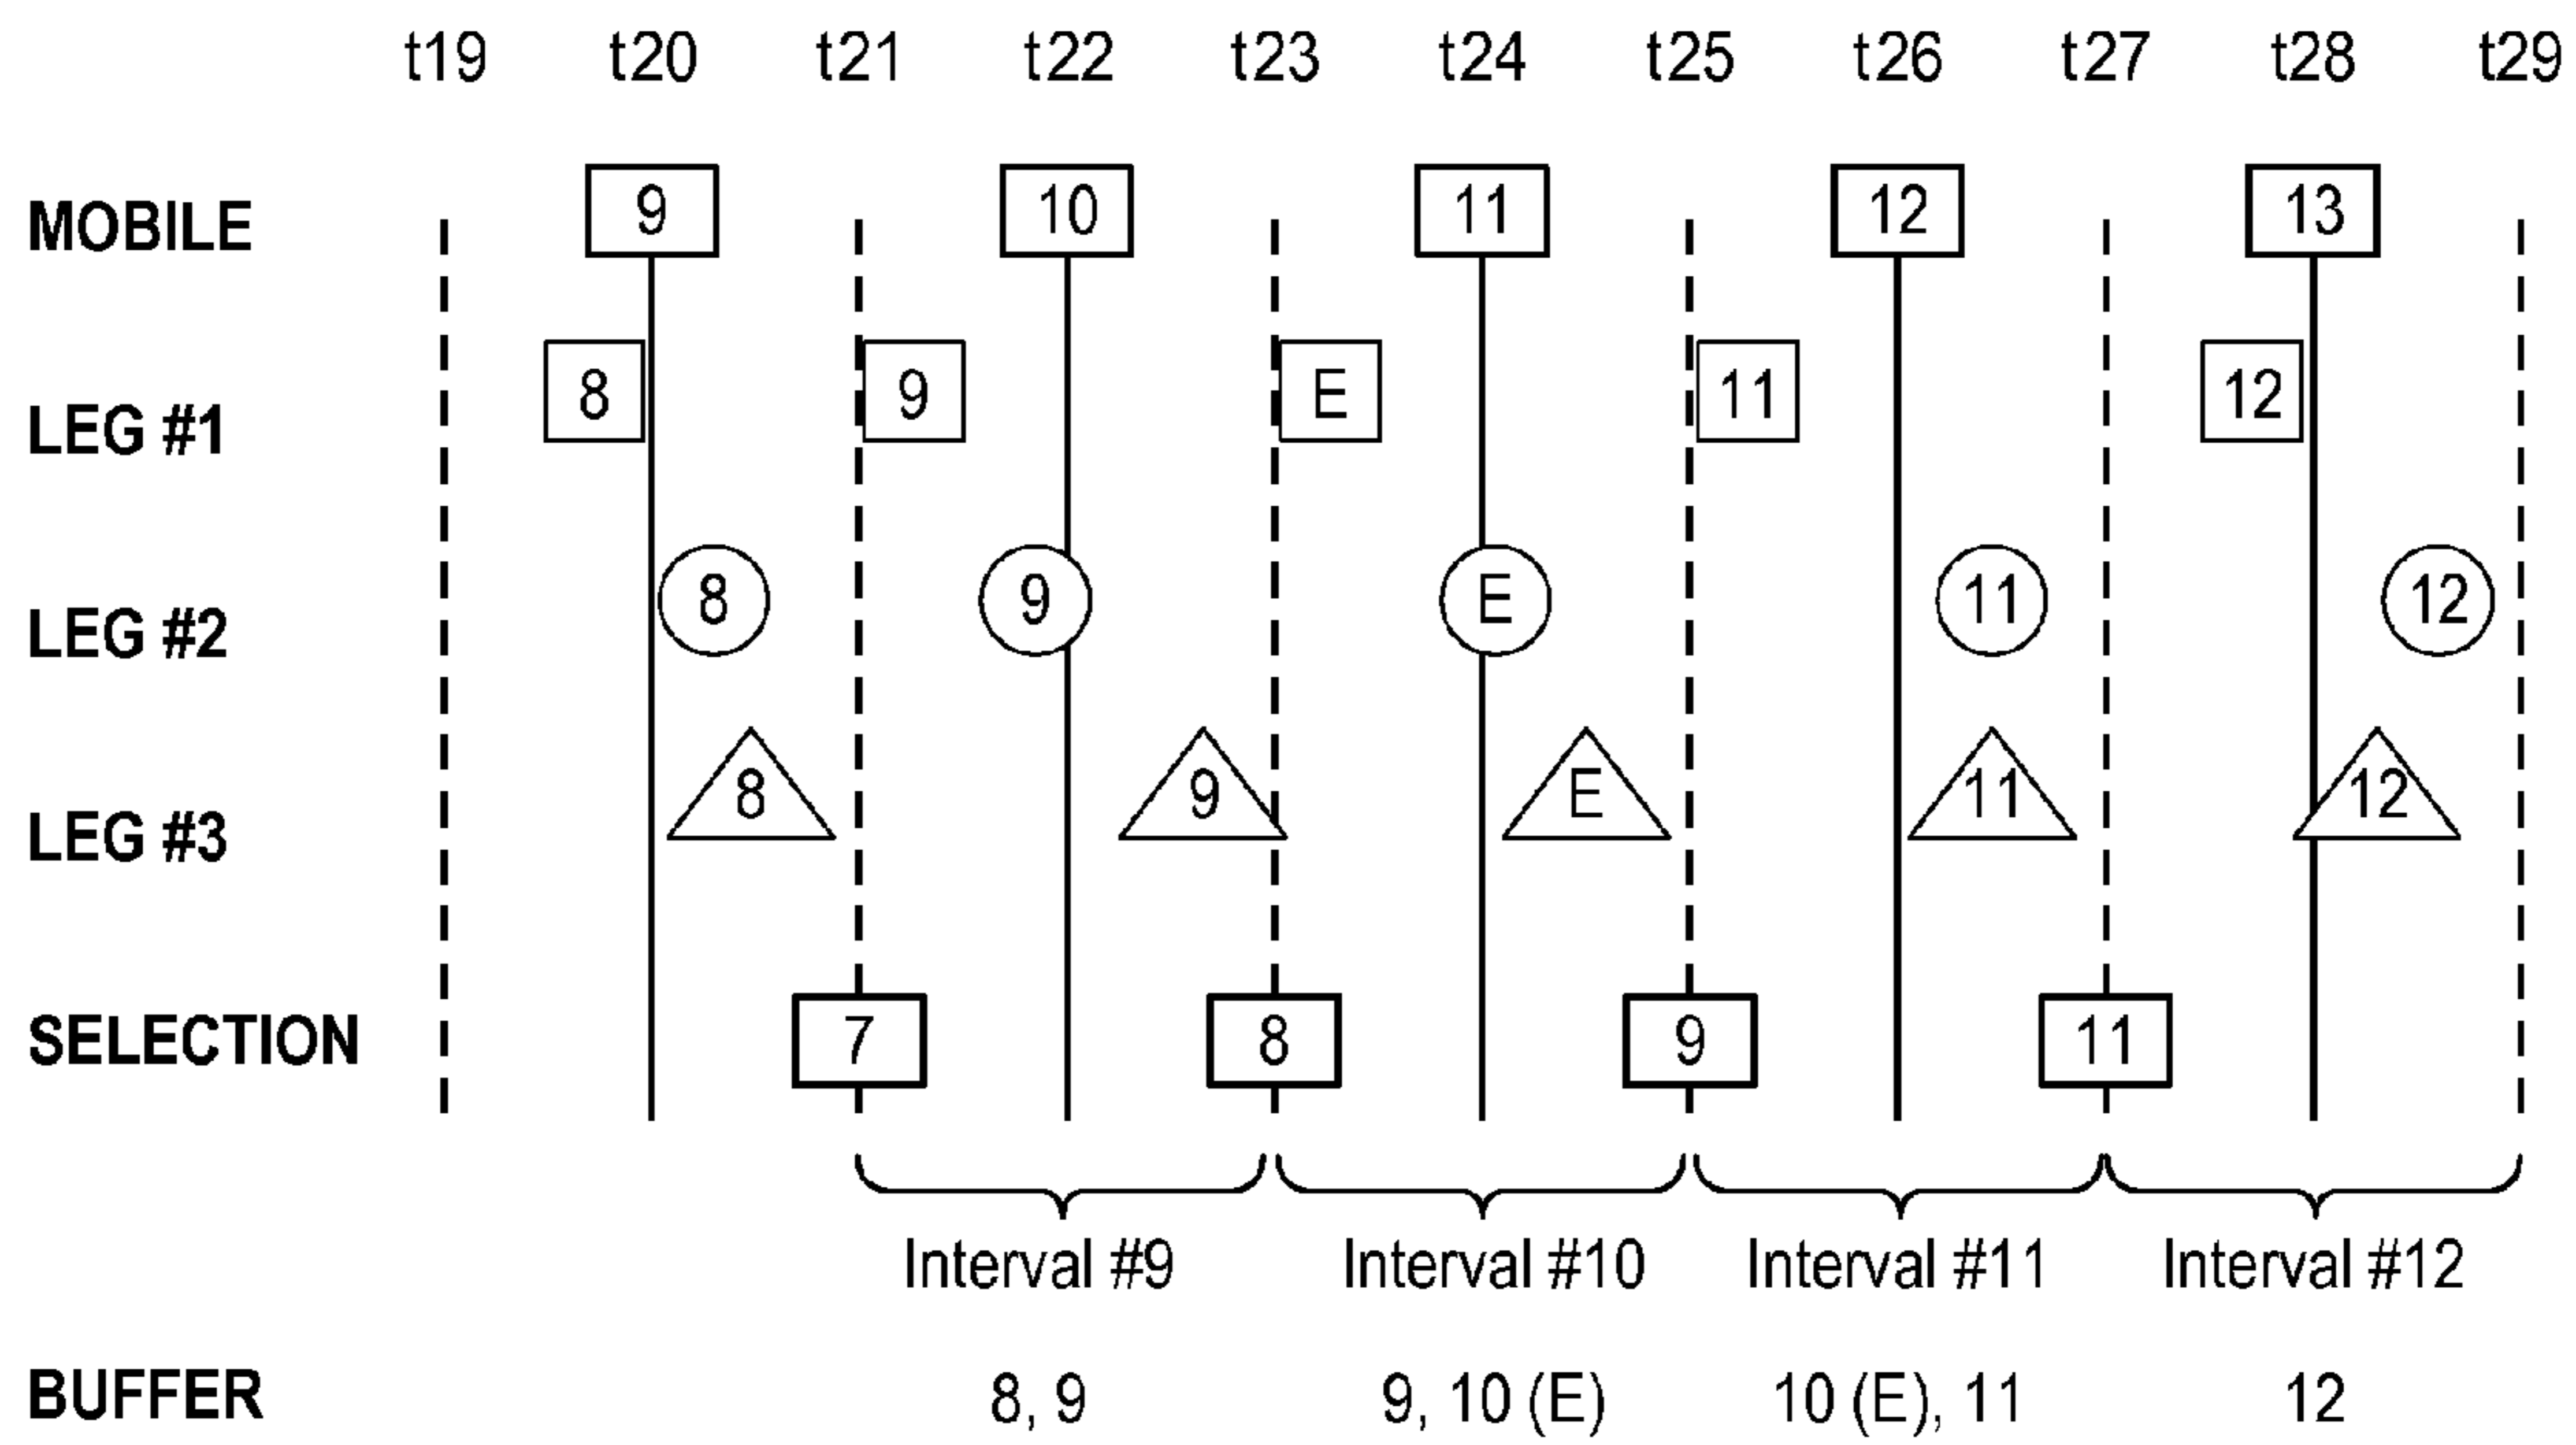 t19 t20 t21 t22 t23 t24 t25 t26 t27 t28 t29
MOBILE 9 10 11 12 13
LEG #1 8 9 E 11 12
LEG #2 8 9 E 11 12
LEG #3 8 9 E 11 12
SELECTION 7 8 9 11
Interval #9 Interval #10 Interval #11 Interval #12
BUFFER 8, 9 9, 10 (E) 10 (E), 11 12